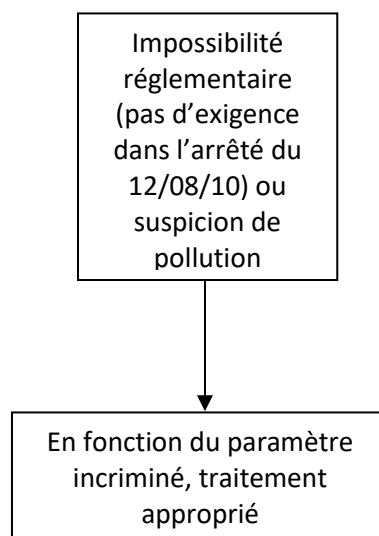 Impossibilité
réglementaire
(pas d’exigence
dans l’arrêté du
12/08/10) ou
suspicion de
pollution
En fonction du paramètre
incriminé, traitement
approprié